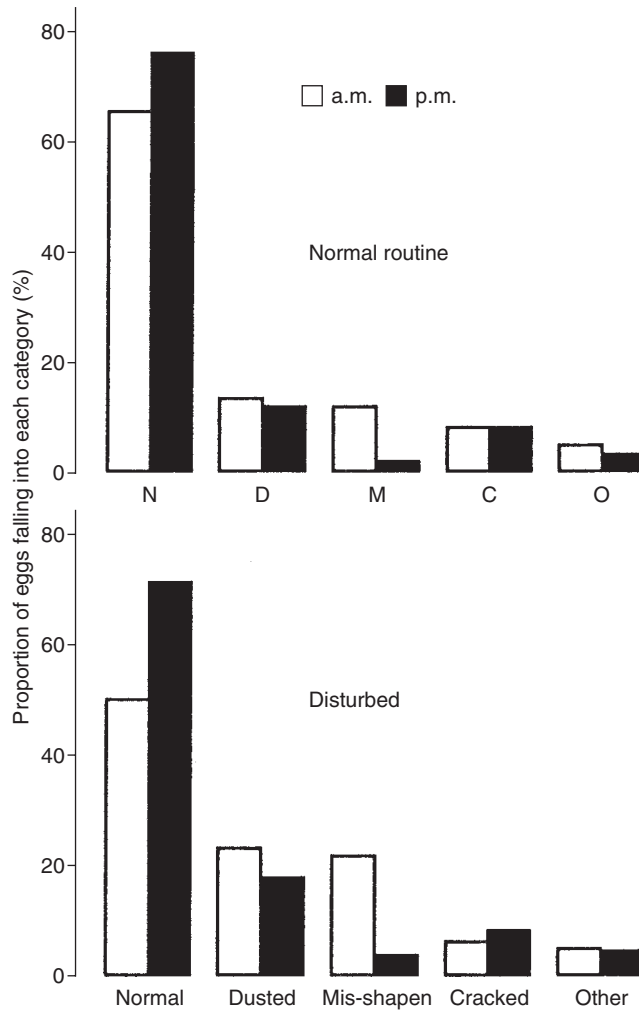 Proportion of eggs falling into each category (%)
80
60
40
20
0
a.m. p.m.
Normal routine
N D M C O
80
60
40
20
0
Disturbed
Normal Dusted Mis-shapen Cracked Other